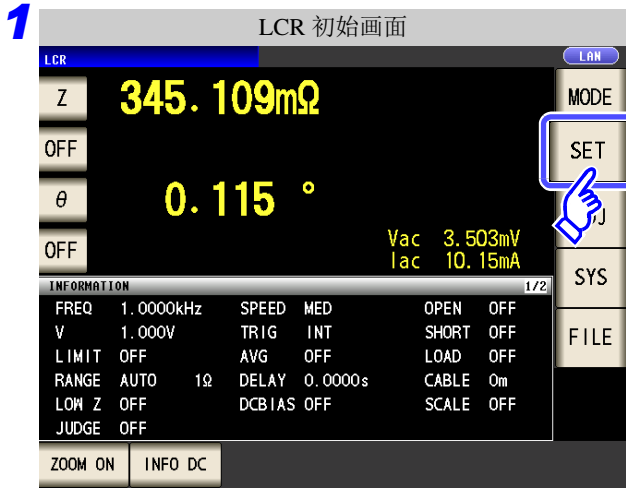 1
LCR 初始画面
LCR
LAN
Z 345.109mΩ
MODE
OFF
SET
θ 0.115 °
OFF
Vac 3.503mV
Iac 10.15mA
SYS
INFORMATION 1/2
FREQ 1.0000kHz SPEED MED OPEN OFF
V 1.000V TRIG INT SHORT OFF
FILE
LIMIT OFF AVG OFF LOAD OFF
RANGE AUTO 1Ω DELAY 0.0000s CABLE 0m
LOW Z OFF DCBIAS OFF SCALE OFF
JUDGE OFF
ZOOM ON INFO DC